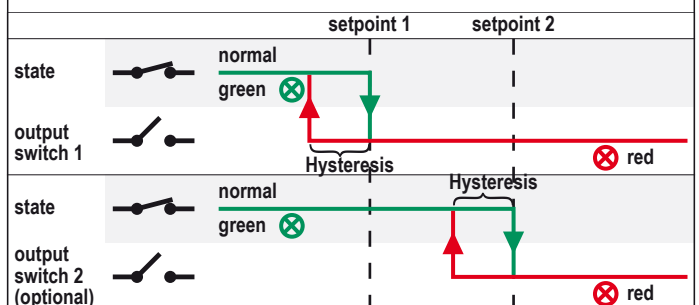 setpoint 1 setpoint 2
normal
state
green
output
switch 1
Hysteresis
red
Hysteresis
normal
state
green
output
switch 2
(optional)
red